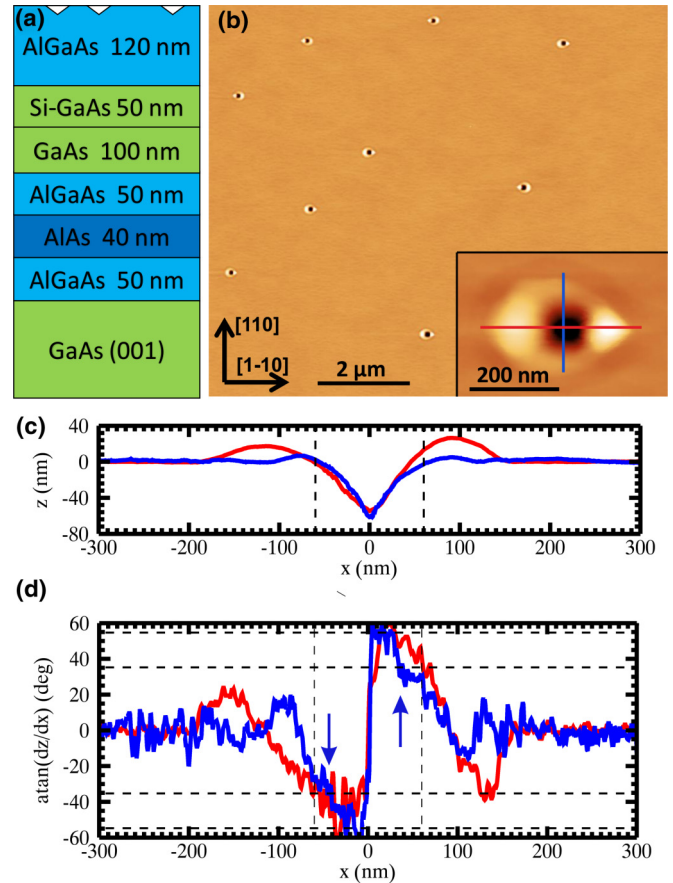 (a)
AlGaAs 120 nm
Si-GaAs 50 nm
GaAs 100 nm
AlGaAs 50 nm
AlAs 40 nm
AlGaAs 50 nm
GaAs (001)
(b)
[110]
[1-10]
2 µm
200 nm
(c)
z (nm)
40
0
-40
-80
-300 -200 -100 0 100 200 300
x (nm)
(d)
atan(dz/dx) (deg)
60
40
20
0
-20
-40
-60
-300 -200 -100 0 100 200 300
x (nm)